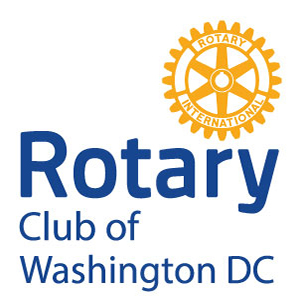 ROTARY
INTERNATIONAL
Rotary
Club of
Washington DC